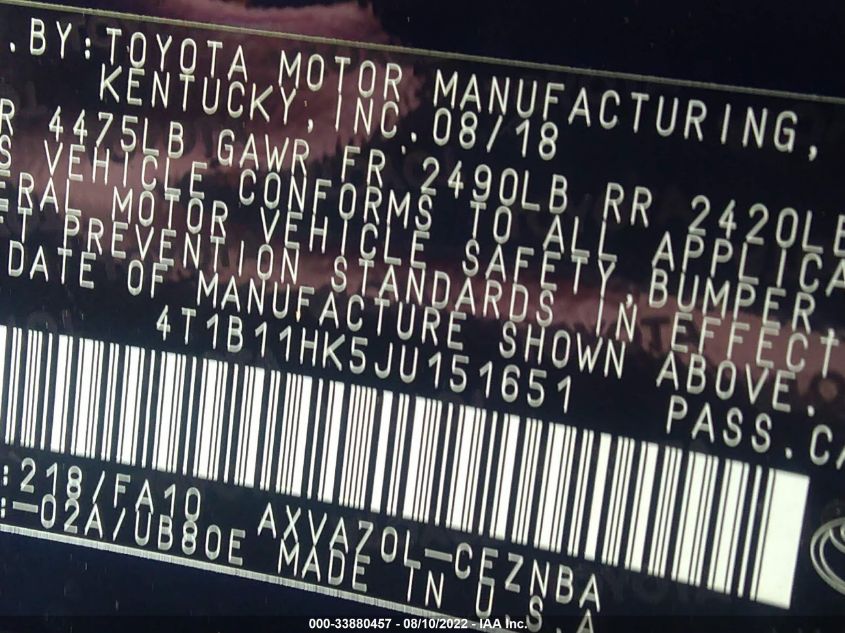 .BY:TOYOTA MOTOR MANUFACTURING,
KENTUCKY,INC.
08/18
R 4475LB GAWR FR 2490LB RR 2420LB
S VEHICLE CONFORMS TO ALL APPLICA
ERAL MOTOR VEHICLE SAFETY,BUMPER,
FT PREVENTION STANDARDS IN EFFECT
DATE OF MANUFACTURE SHOWN ABOVE.
4T1B11HK5JU151651 PASS.CA
:218/FA10 AXVA70L-CEZNBA
:-02A/UB80E MADE IN U.S.A
000-33880457 - 08/10/2022 - IAA Inc.